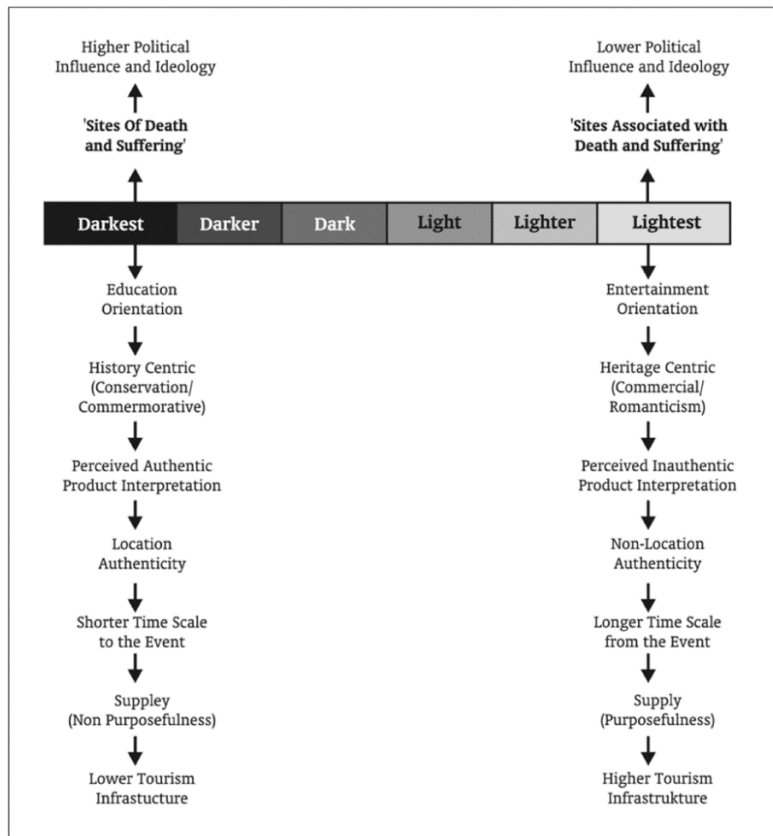 Higher Political
Influence and Ideology
Lower Political
Influence and Ideology
'Sites Of Death
and Suffering'
'Sites Associated with
Death and Suffering'
Darkest Darker Dark Light Lighter Lightest
Education
Orientation
Entertainment
Orientation
History Centric
(Conservation/
Commermorative)
Heritage Centric
(Commercial/
Romanticism)
Perceived Authentic
Product Interpretation
Perceived Inauthentic
Product Interpretation
Location
Authenticity
Non-Location
Authenticity
Shorter Time Scale
to the Event
Longer Time Scale
from the Event
Suppley
(Non Purposefulness)
Supply
(Purposefulness)
Lower Tourism
Infrastucture
Higher Tourism
Infrastrukture